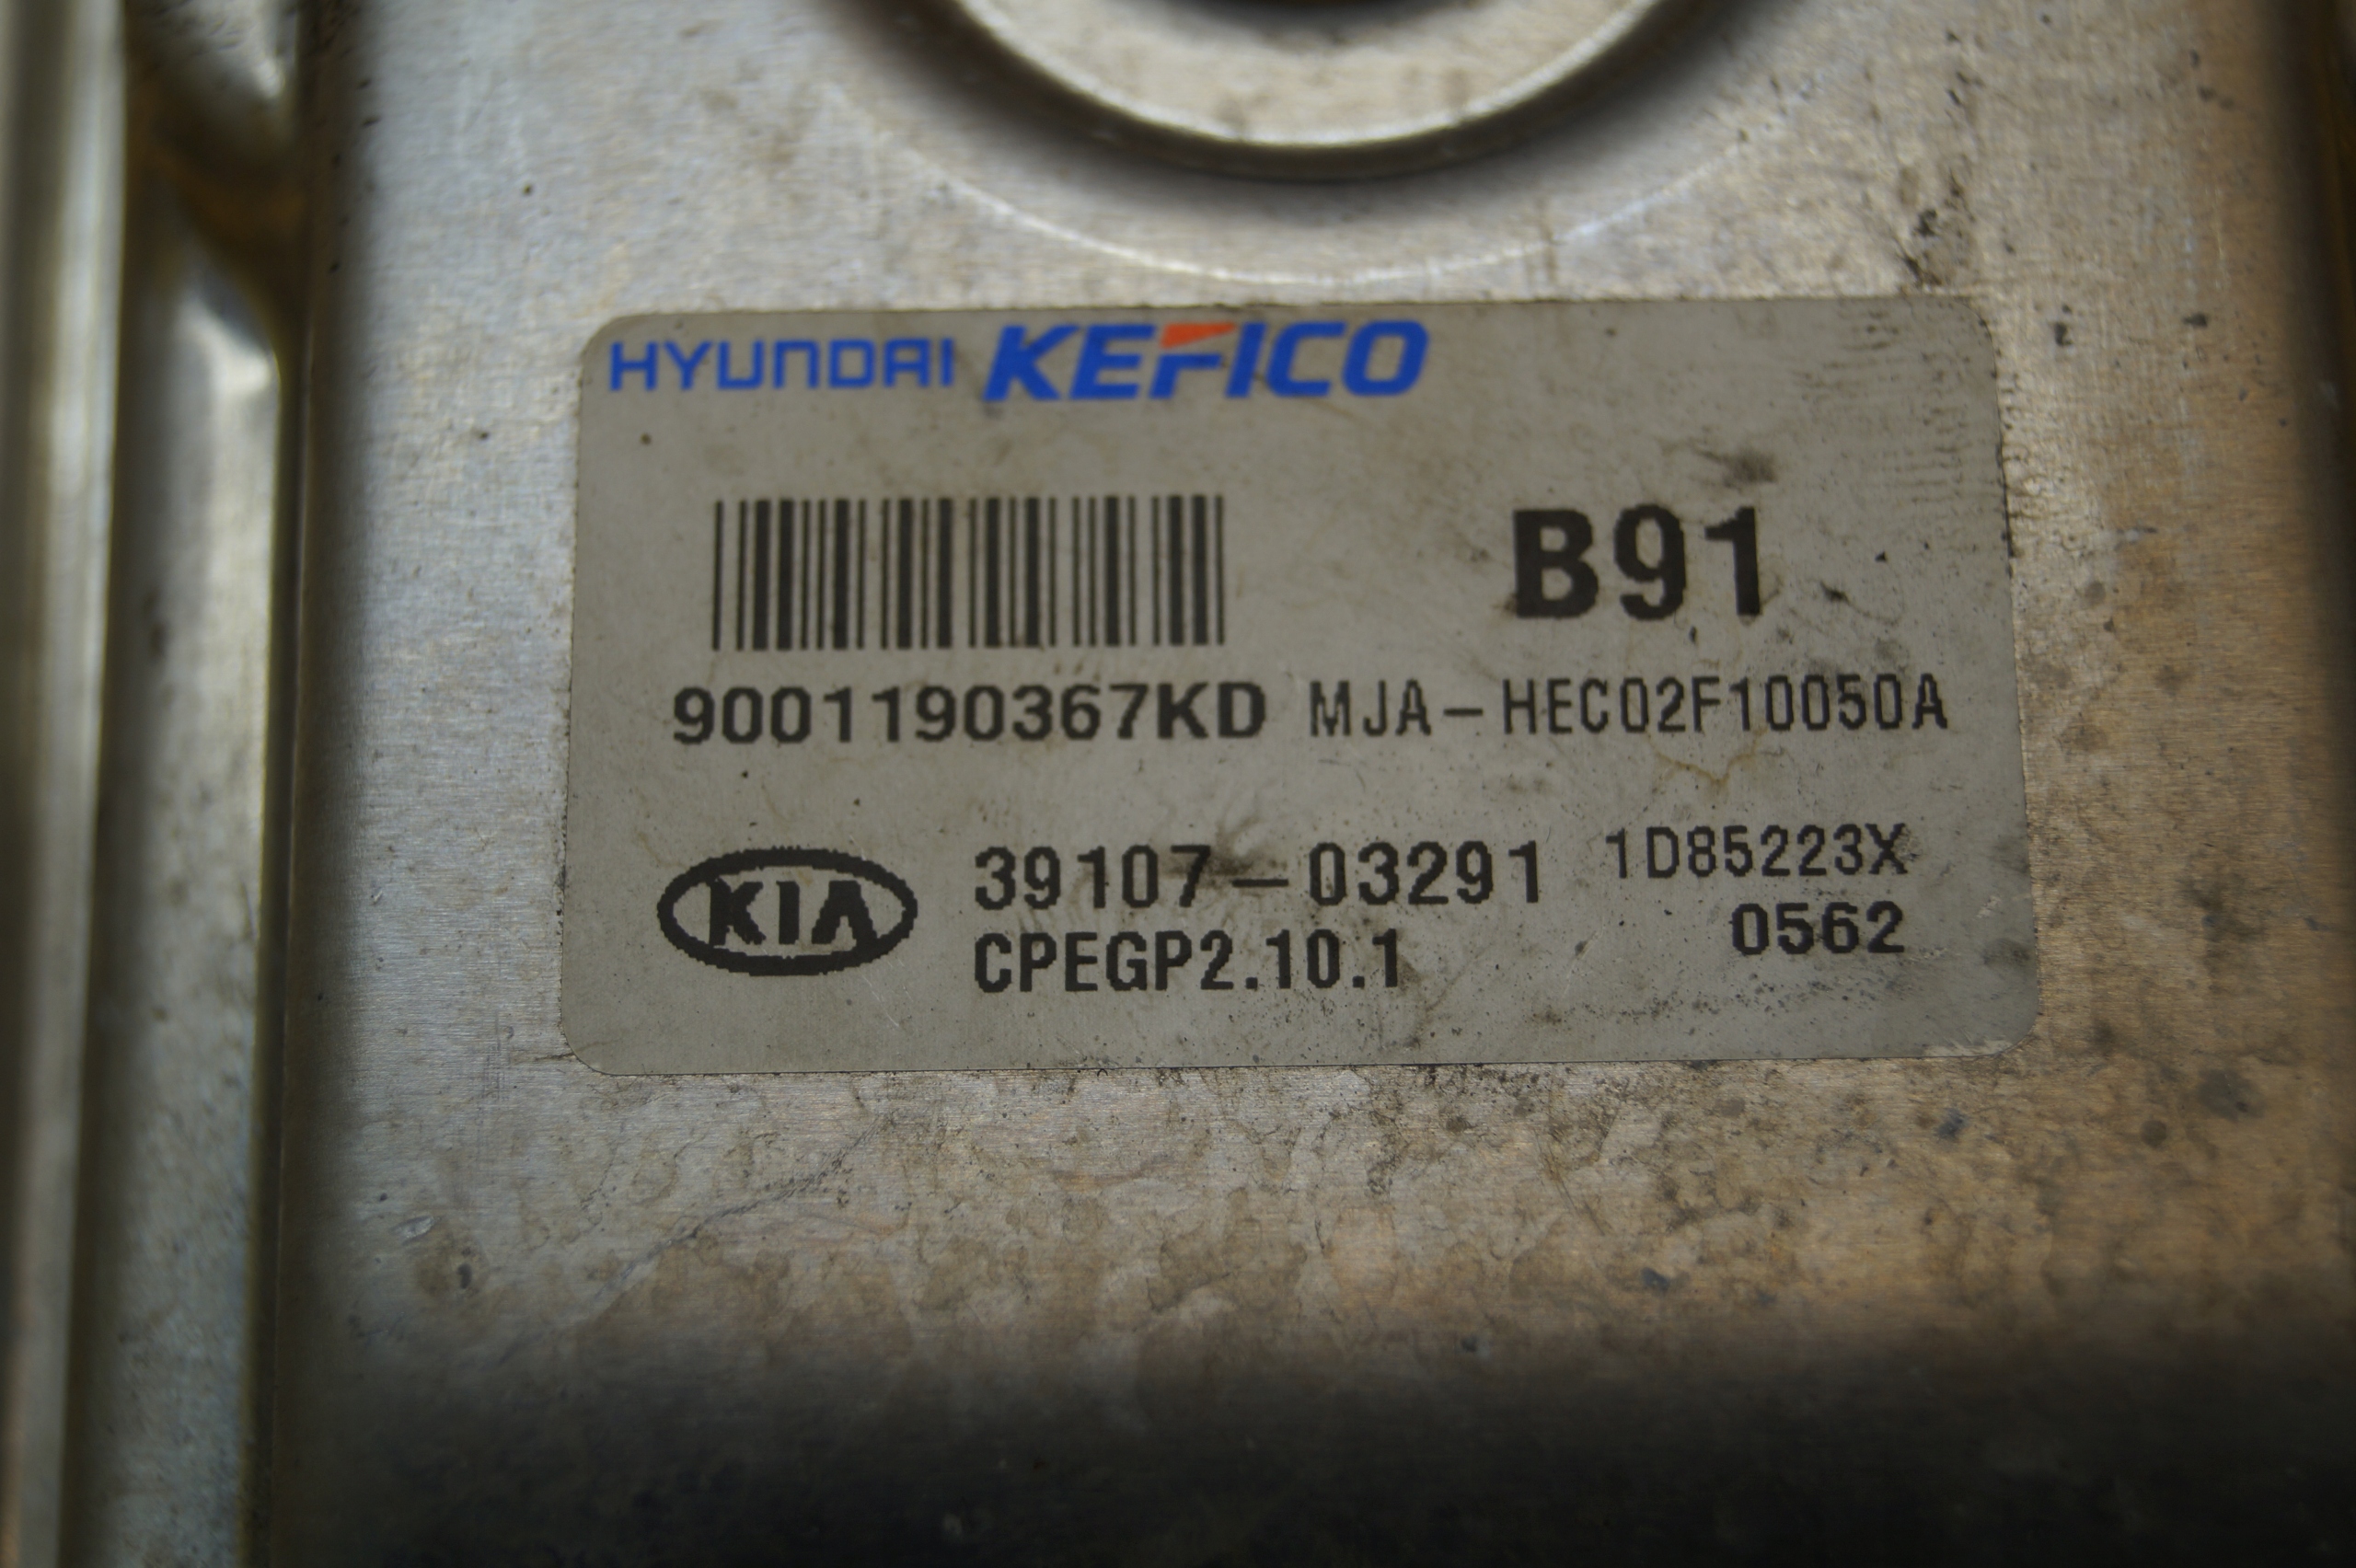 HYUNDAI KEFICO
B91
9001190367KD MJA-HEC02F10050A
KIA 39107-03291 1D85223X
CPEGP2.10.1 0562